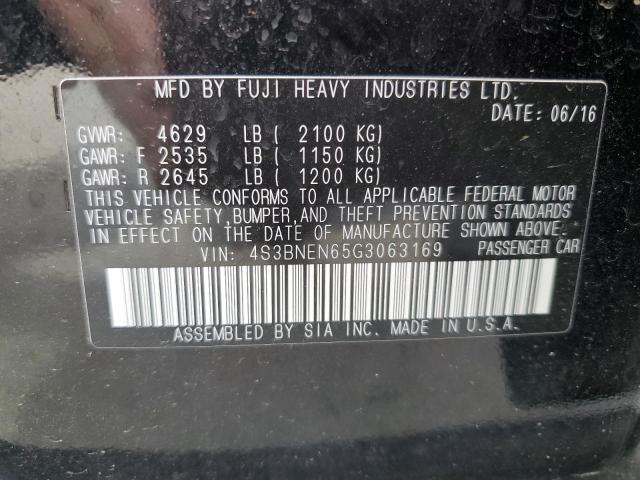 MFD BY FUJI HEAVY INDUSTRIES LTD.
DATE: 06/16
GVWR: 4629 LB ( 2100 KG)
GAWR: F 2535 LB ( 1150 KG)
GAWR: R 2645 LB ( 1200 KG)
THIS VEHICLE CONFORMS TO ALL APPLICABLE FEDERAL MOTOR
VEHICLE SAFETY, BUMPER, AND THEFT PREVENTION STANDARDS
IN EFFECT ON THE DATE OF MANUFACTURE SHOWN ABOVE.
VIN: 4S3BNEN65G3063169 PASSENGER CAR
ASSEMBLED BY SIA INC. MADE IN U.S.A.